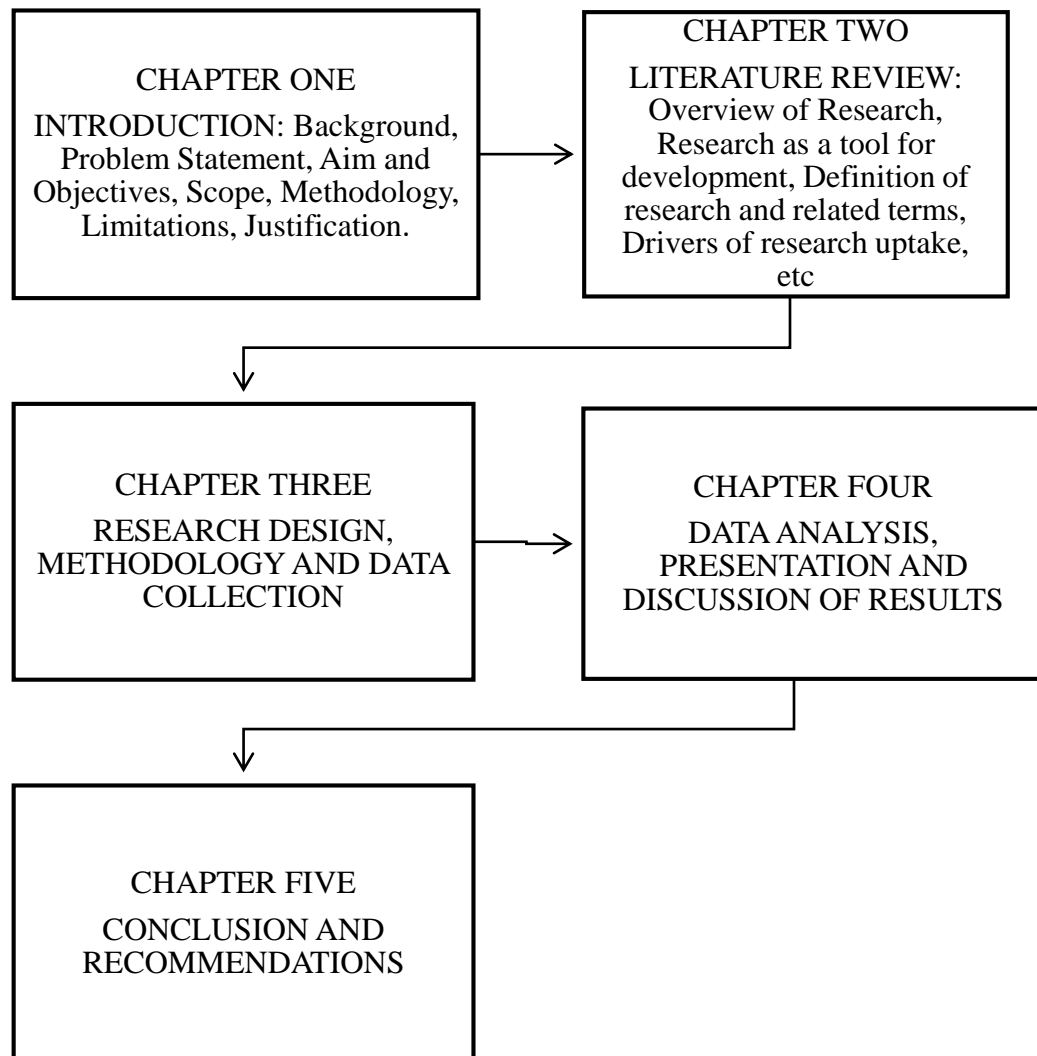 CHAPTER ONE
INTRODUCTION: Background,
Problem Statement, Aim and
Objectives, Scope, Methodology,
Limitations, Justification.
CHAPTER TWO
LITERATURE REVIEW:
Overview of Research,
Research as a tool for
development, Definition of
research and related terms,
Drivers of research uptake,
etc
CHAPTER THREE
RESEARCH DESIGN,
METHODOLOGY AND DATA
COLLECTION
CHAPTER FOUR
DATA ANALYSIS,
PRESENTATION AND
DISCUSSION OF RESULTS
CHAPTER FIVE
CONCLUSION AND
RECOMMENDATIONS